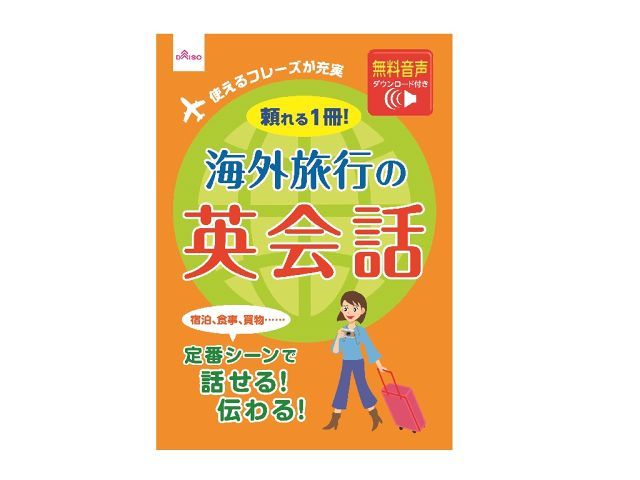 DAISO
使えるフレーズが充実
無料音声
ダウンロード付き
頼れる1冊!
海外旅行の
英会話
宿泊、食事、買物……
定番シーンで
話せる!
伝わる!